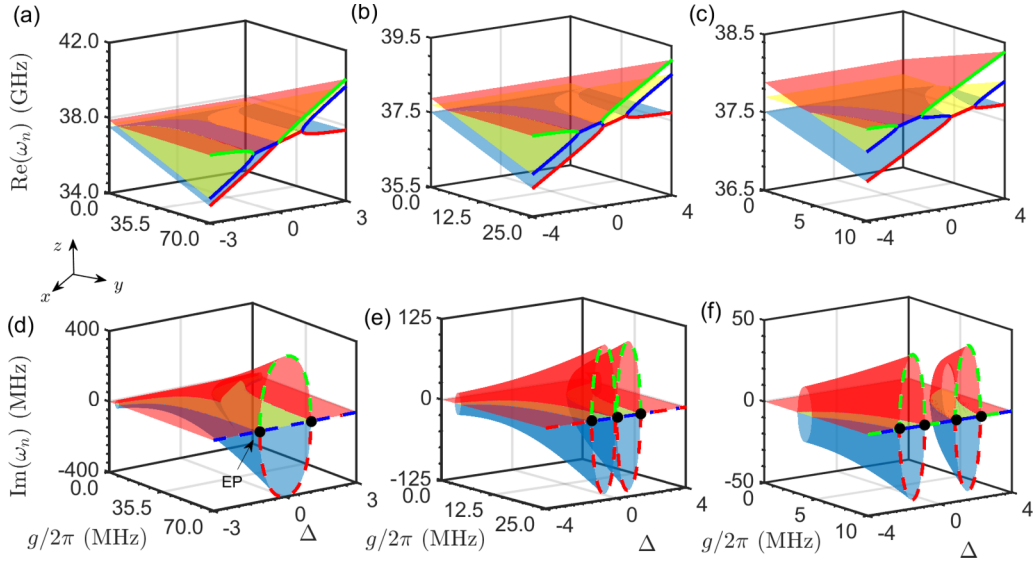 (a) (b) (c)
42.0 39.5 38.5
Re(ω_n) (GHz)
38.0 37.5 37.5
34.0 35.5 36.5
0.0 0.0 0
35.5 12.5 5
70.0 -3 0 3 25.0 -4 0 4 10 -4 0 4
z
x y
(d) (e) (f)
400 125 50
Im(ω_n) (MHz)
0 0 0
EP
-400 -125 -50
0.0 0.0 0
35.5 12.5 5
70.0 -3 0 3 25.0 -4 0 4 10 -4 0 4
g/2π (MHz) Δ g/2π (MHz) Δ g/2π (MHz) Δ